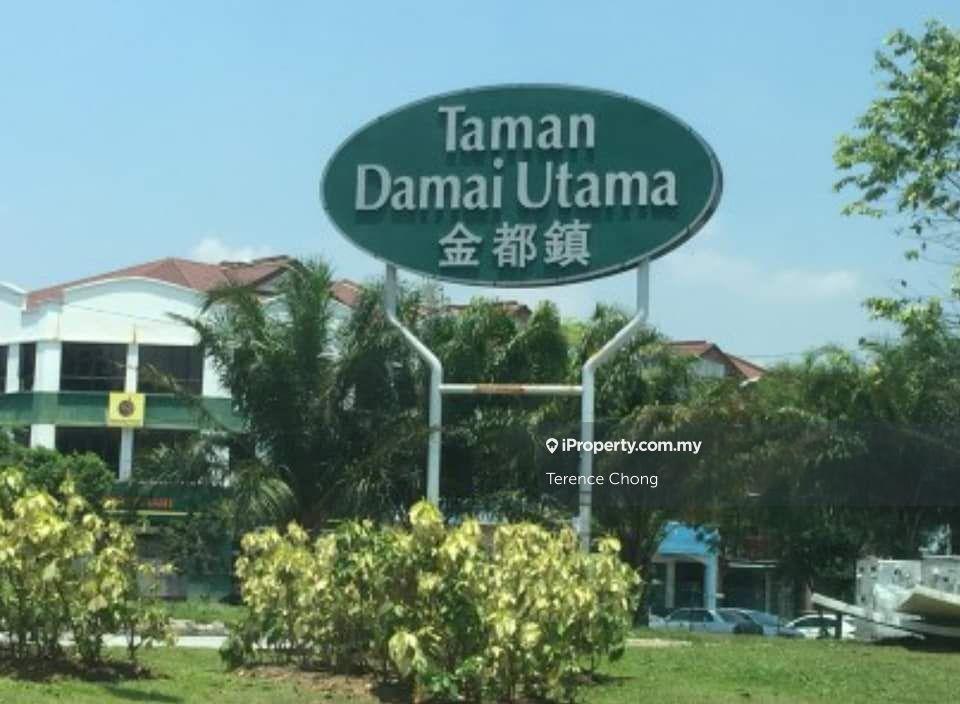 Taman
Damai Utama
金都鎮
iProperty.com.my
Terence Chong